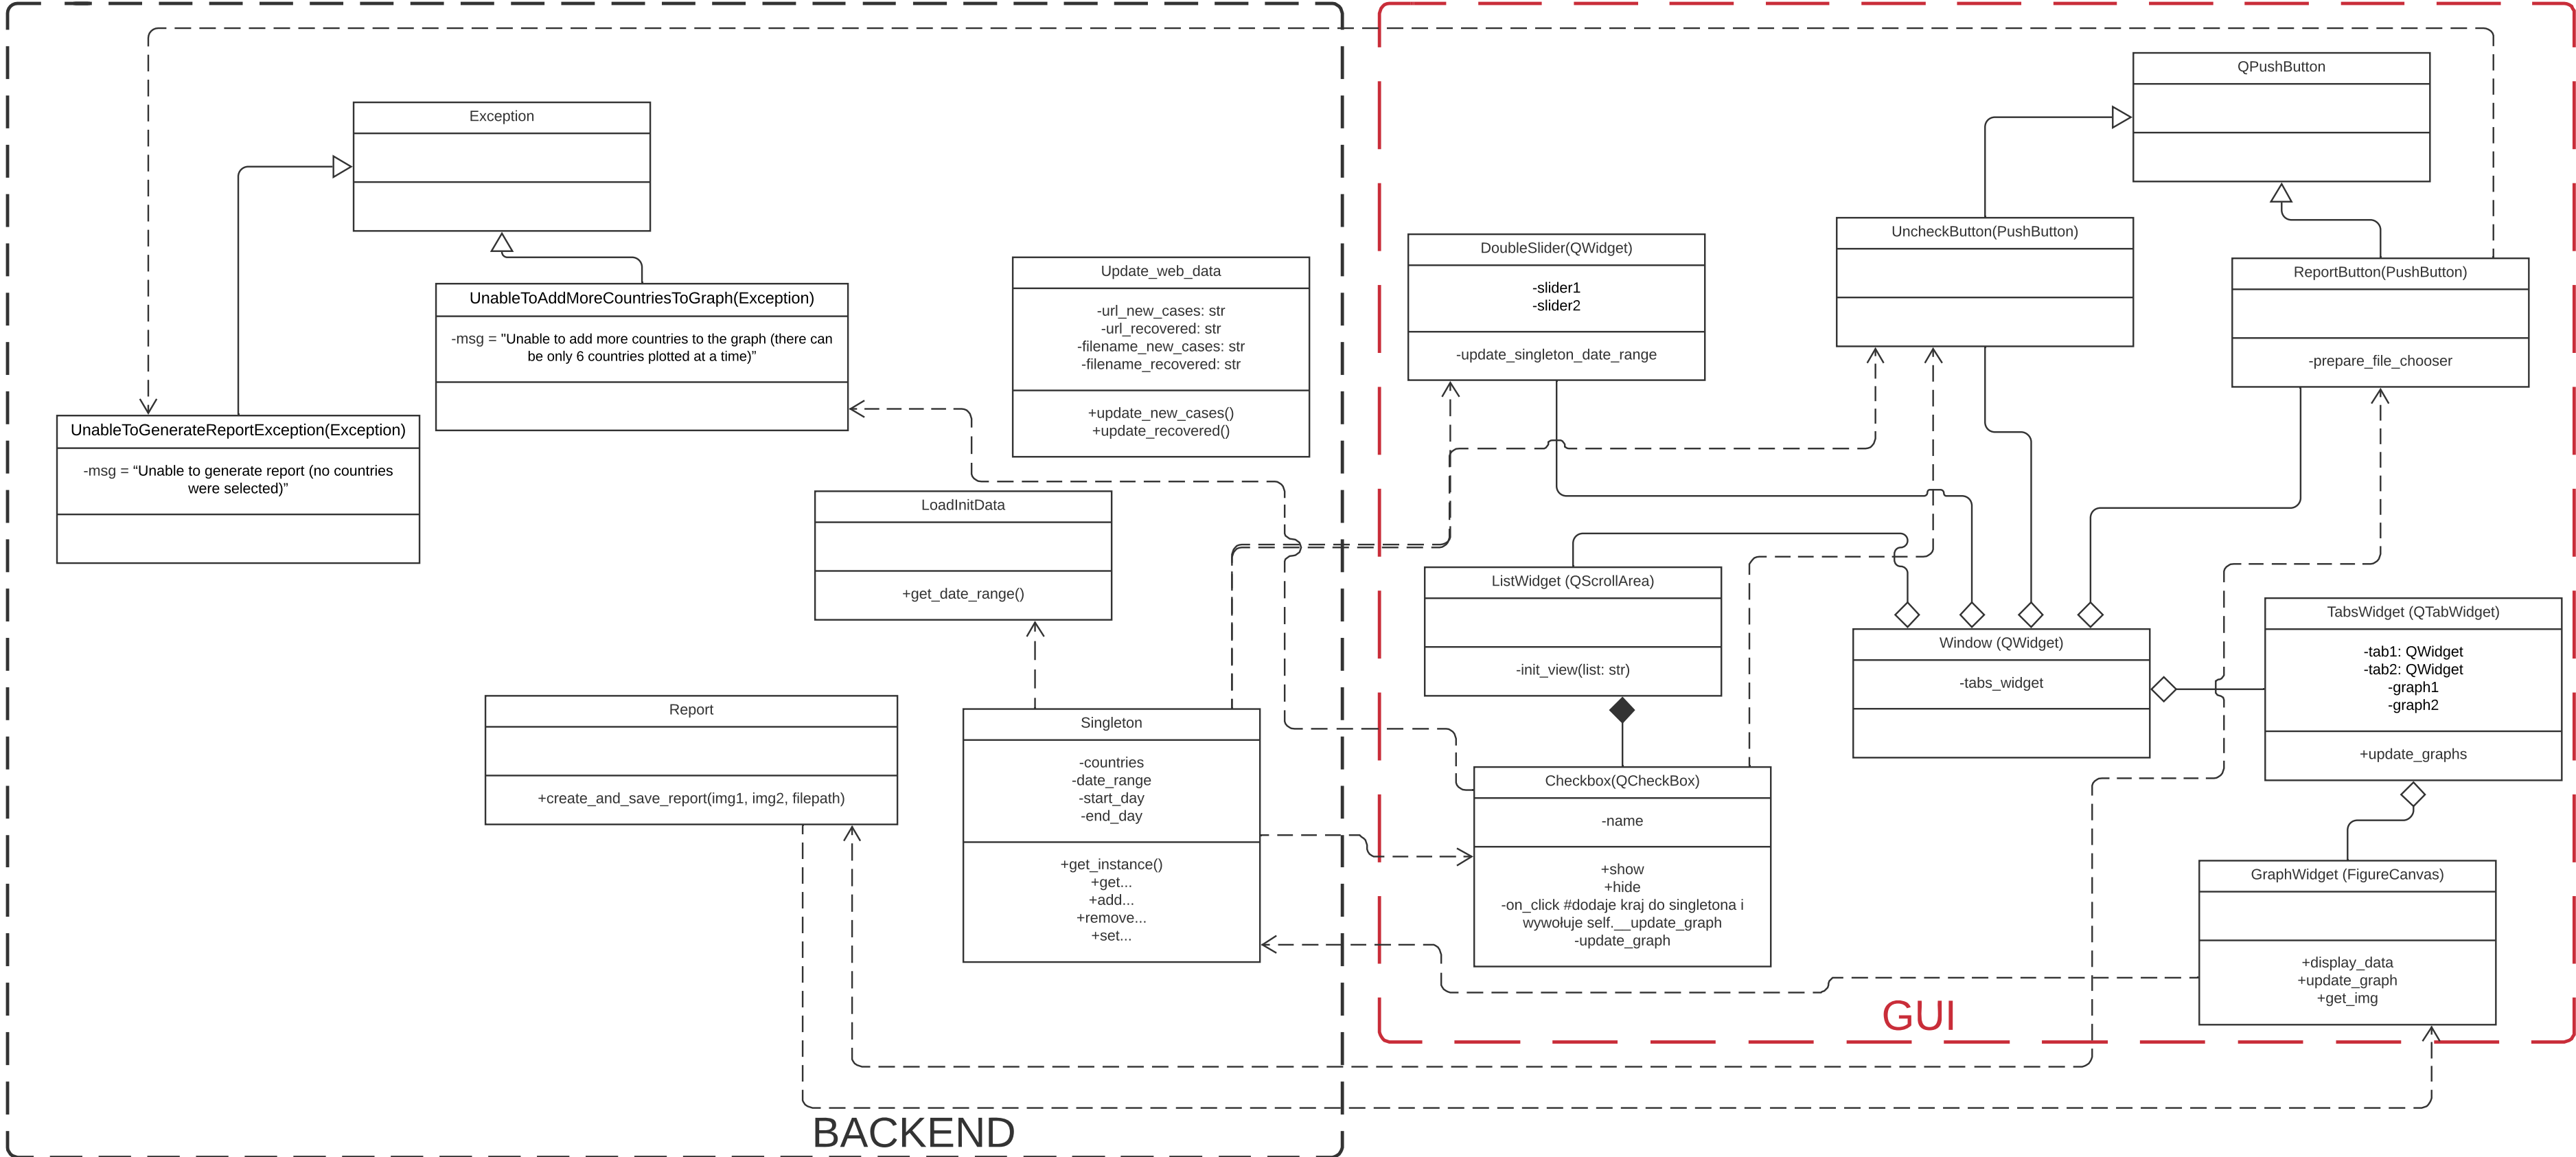 Exception
UnableToAddMoreCountriesToGraph(Exception)
-msg = "Unable to add more countries to the graph (there can
be only 6 countries plotted at a time)”
UnableToGenerateReportException(Exception)
-msg = “Unable to generate report (no countries
were selected)”
Update_web_data
-url_new_cases: str
-url_recovered: str
-filename_new_cases: str
-filename_recovered: str
+update_new_cases()
+update_recovered()
LoadInitData
+get_date_range()
Report
+create_and_save_report(img1, img2, filepath)
Singleton
-countries
-date_range
-start_day
-end_day
+get_instance()
+get...
+add...
+remove...
+set...
BACKEND
QPushButton
UncheckButton(PushButton)
DoubleSlider(QWidget)
-slider1
-slider2
-update_singleton_date_range
ReportButton(PushButton)
-prepare_file_chooser
ListWidget (QScrollArea)
-init_view(list: str)
Window (QWidget)
-tabs_widget
TabsWidget (QTabWidget)
-tab1: QWidget
-tab2: QWidget
-graph1
-graph2
+update_graphs
Checkbox(QCheckBox)
-name
+show
+hide
-on_click #dodaje kraj do singletona i
wywołuje self.__update_graph
-update_graph
GraphWidget (FigureCanvas)
+display_data
+update_graph
+get_img
GUI